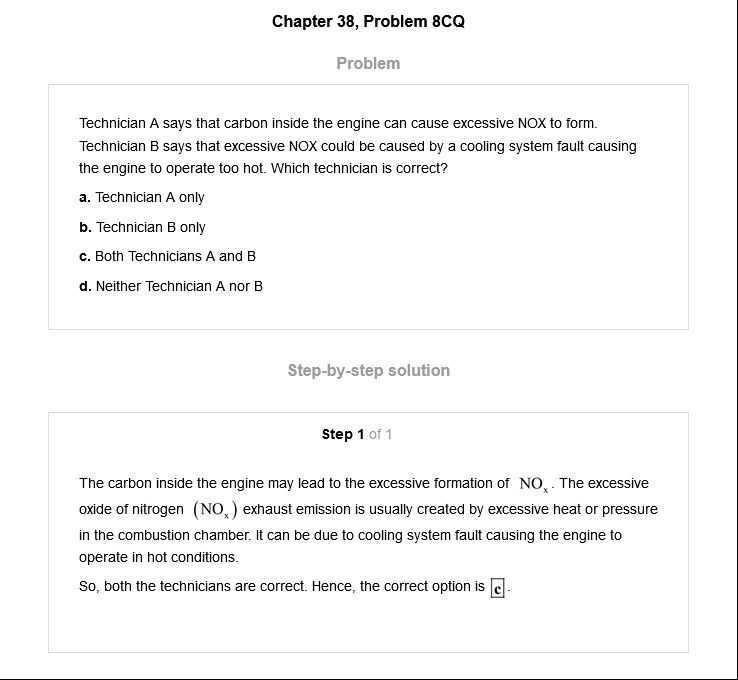 Chapter 38, Problem 8CQ
Problem
Technician A says that carbon inside the engine can cause excessive NOX to form.
Technician B says that excessive NOX could be caused by a cooling system fault causing
the engine to operate too hot. Which technician is correct?
a. Technician A only
b. Technician B only
c. Both Technicians A and B
d. Neither Technician A nor B
Step-by-step solution
Step 1 of 1
The carbon inside the engine may lead to the excessive formation of NOₓ. The excessive
oxide of nitrogen (NOₓ) exhaust emission is usually created by excessive heat or pressure
in the combustion chamber. It can be due to cooling system fault causing the engine to
operate in hot conditions.
So, both the technicians are correct. Hence, the correct option is c.